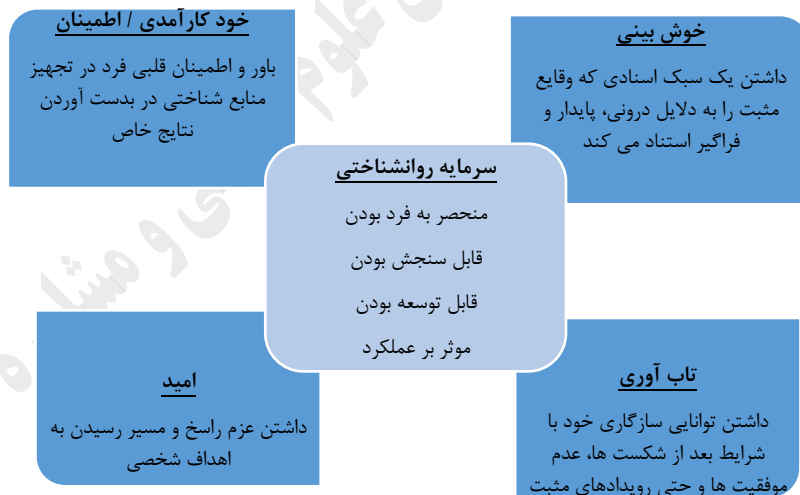 خوش بینی
داشتن یک سبک اسنادی که وقایع
مثبت را به دلایل درونی، پایدار و
فراگیر استناد می کند
خود کارآمدی / اطمینان
باور و اطمینان قلبی فرد در تجهیز
منابع شناختی در بدست آوردن
نتایج خاص
سرمایه روانشناختی
منحصر به فرد بودن
قابل سنجش بودن
قابل توسعه بودن
موثر بر عملکرد
تاب آوری
داشتن توانایی سازگاری خود با
شرایط بعد از شکست ها، عدم
موفقیت ها و حتی رویدادهای مثبت
امید
داشتن عزم راسخ و مسیر رسیدن به
اهداف شخصی